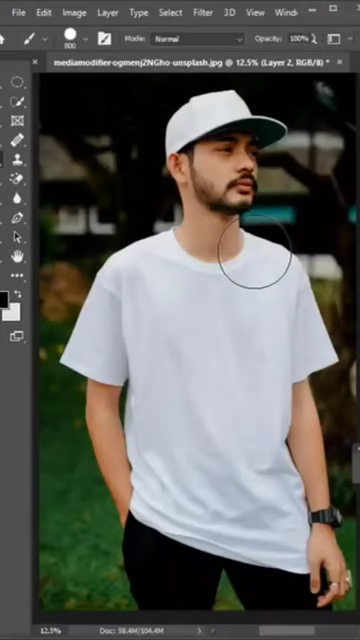 File Edit Image Layer Type Select Filter 3D View
800 Mode: Normal Opacity: 100%
mediamodifier-ogmenj2NGho-unsplash.jpg @ 12.5% (Layer 2, RGB/8) *
12.5% Doc: 58.4M/104.4M